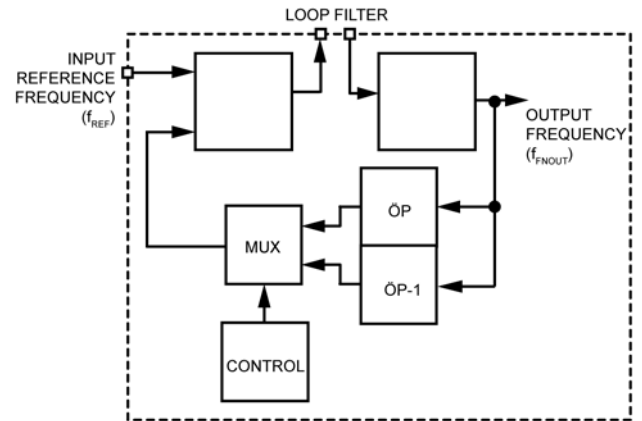 LOOP FILTER
INPUT
REFERENCE
FREQUENCY
(fREF)
OUTPUT
FREQUENCY
(fFNOUT)
ÖP
MUX
ÖP-1
CONTROL